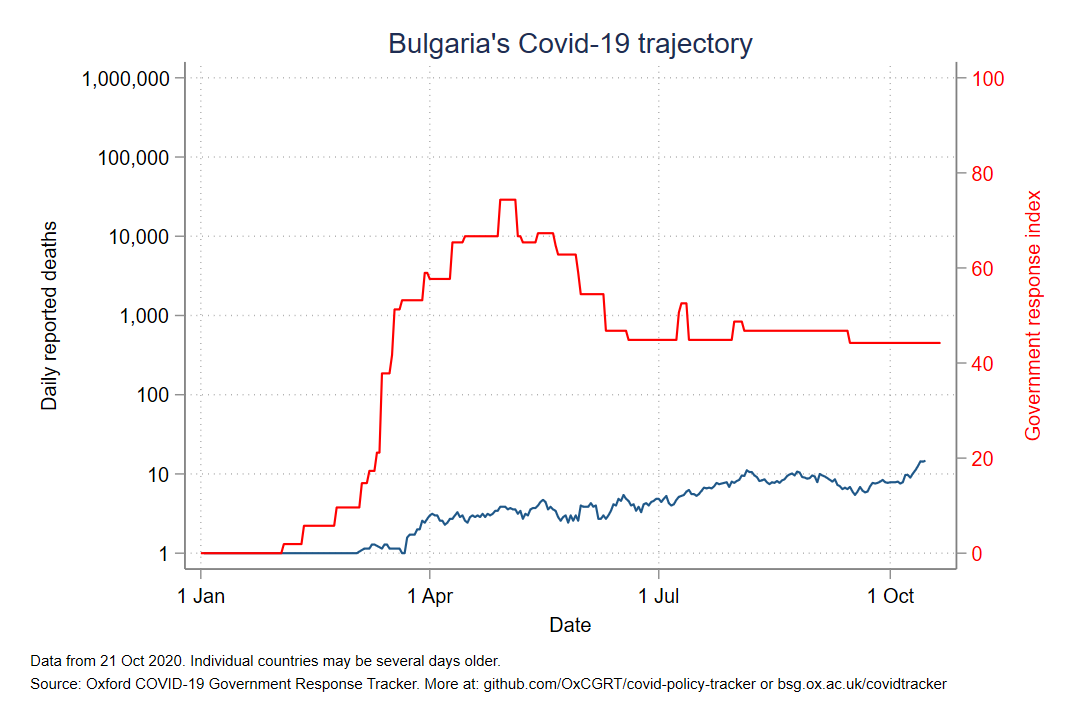 Bulgaria's Covid-19 trajectory
1,000,000
100,000
10,000
1,000
100
10
1
Daily reported deaths
100
80
60
40
20
0
Government response index
1 Jan
1 Apr
1 Jul
1 Oct
Date
Data from 21 Oct 2020. Individual countries may be several days older.
Source: Oxford COVID-19 Government Response Tracker. More at: github.com/OxCGRT/covid-policy-tracker or bsg.ox.ac.uk/covidtracker